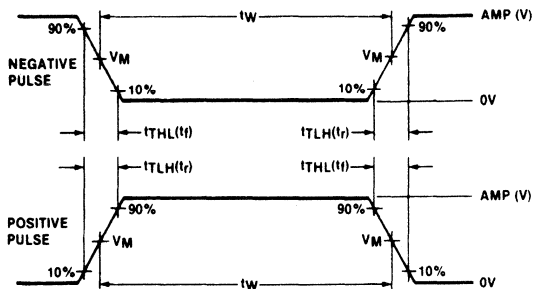 tW AMP (V)
90% 90%
NEGATIVE PULSE VM VM
10% 10%
0V
tTHL(tf) tTLH(tr)
tTLH(tr) tTHL(tf)
AMP (V)
90% 90%
POSITIVE PULSE VM VM
10% tW 10% 0V